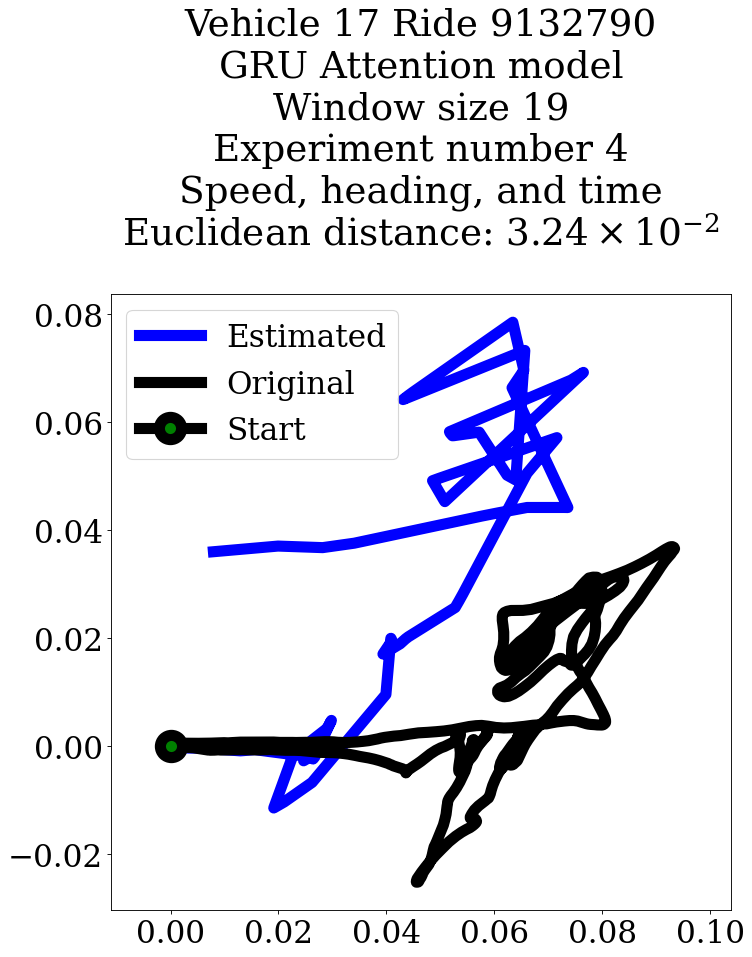 Vehicle 17 Ride 9132790
GRU Attention model
Window size 19
Experiment number 4
Speed, heading, and time
Euclidean distance: 3.24 × 10⁻²
0.08
0.06
0.04
0.02
0.00
−0.02
Estimated
Original
Start
0.00 0.02 0.04 0.06 0.08 0.10